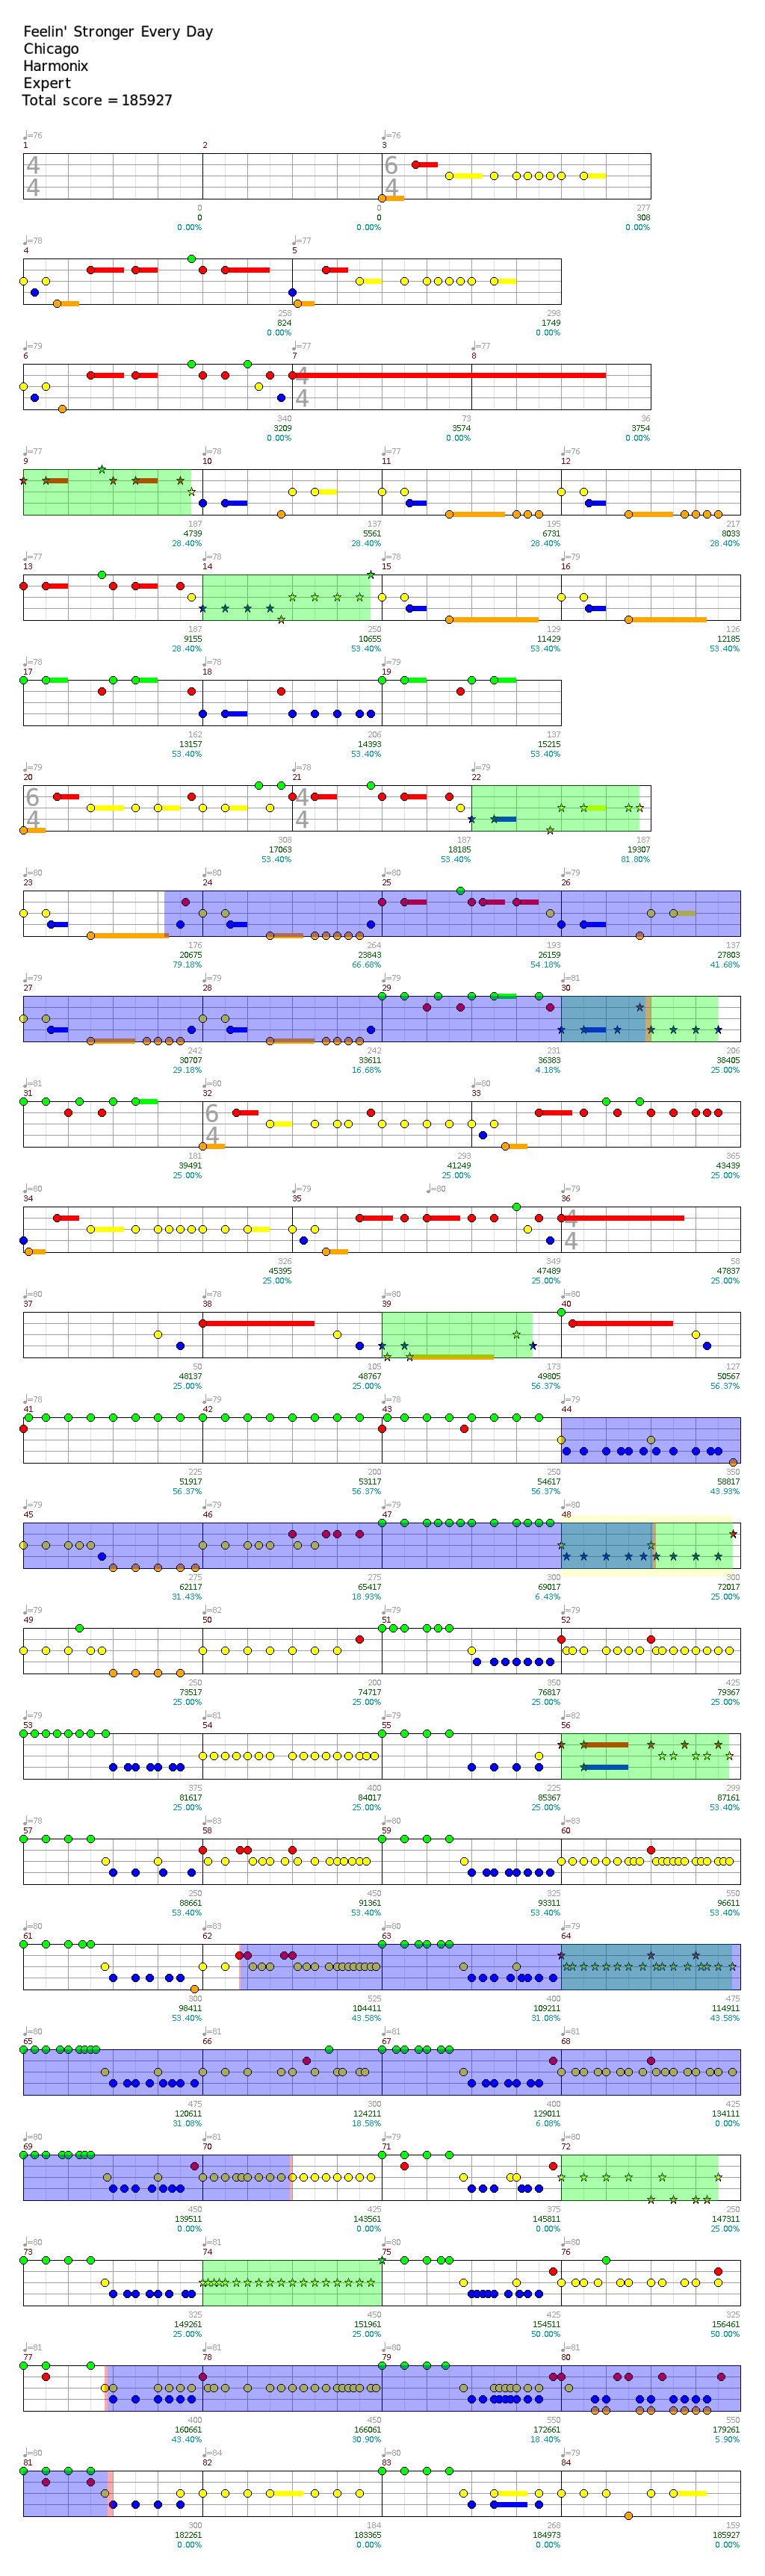 Feelin' Stronger Every Day
Chicago
Harmonix
Expert
Total score = 185927
♩=76 ♩=76
1 2 3
4 4 6 4
0 0 277
0 0 308
0.00% 0.00% 0.00%
♩=78 ♩=77
4 5
258 298
824 1749
0.00% 0.00%
♩=79 ♩=77 ♩=77
6 7 8
4 4
340 73 36
3209 3574 3754
0.00% 0.00% 0.00%
♩=77 ♩=78 ♩=77 ♩=76
9 10 11 12
187 137 195 217
4739 5561 6731 8033
28.40% 28.40% 28.40% 28.40%
♩=77 ♩=78 ♩=78 ♩=79
13 14 15 16
187 250 129 126
9155 10655 11429 12185
28.40% 53.40% 53.40% 53.40%
♩=78 ♩=78 ♩=79
17 18 19
162 206 137
13157 14393 15215
53.40% 53.40% 53.40%
♩=79 ♩=78 ♩=79
20 21 22
6 4 4 4
308 187 187
17063 18185 19307
53.40% 53.40% 81.80%
♩=80 ♩=80 ♩=80 ♩=79
23 24 25 26
176 264 193 137
20675 23843 26159 27803
79.18% 66.68% 54.18% 41.68%
♩=79 ♩=79 ♩=79 ♩=81
27 28 29 30
242 242 231 206
30707 33611 36383 38405
29.18% 16.68% 4.18% 25.00%
♩=81 ♩=80 ♩=80
31 32 33
6 4
181 293 365
39491 41249 43439
25.00% 25.00% 25.00%
♩=80 ♩=79 ♩=80 ♩=79
34 35 36
4 4
326 349 58
45395 47489 47837
25.00% 25.00% 25.00%
♩=80 ♩=78 ♩=80 ♩=80
37 38 39 40
50 105 173 127
48137 48767 49805 50567
25.00% 25.00% 56.37% 56.37%
♩=78 ♩=79 ♩=78 ♩=79
41 42 43 44
225 200 250 350
51917 53117 54617 58817
56.37% 56.37% 56.37% 43.93%
♩=79 ♩=79 ♩=79 ♩=80
45 46 47 48
275 275 300 300
62117 65417 69017 72017
31.43% 18.93% 6.43% 25.00%
♩=79 ♩=82 ♩=79 ♩=79
49 50 51 52
250 200 350 425
73517 74717 76817 79367
25.00% 25.00% 25.00% 25.00%
♩=79 ♩=81 ♩=79 ♩=82
53 54 55 56
375 400 225 299
81617 84017 85367 87161
25.00% 25.00% 25.00% 53.40%
♩=78 ♩=83 ♩=79 ♩=83
57 58 59 60
250 450 325 550
88661 91361 93311 96611
53.40% 53.40% 53.40% 53.40%
♩=81 ♩=83 ♩=80 ♩=79
61 62 63 64
300 525 400 475
98411 104411 109211 114911
53.40% 43.58% 31.08% 43.58%
♩=80 ♩=81 ♩=81 ♩=81
65 66 67 68
475 300 400 425
120611 124211 129011 134111
31.08% 18.58% 6.08% 0.00%
♩=80 ♩=80 ♩=79 ♩=80
69 70 71 72
450 425 375 250
139511 143561 145811 147311
0.00% 0.00% 0.00% 25.00%
♩=80 ♩=81 ♩=80 ♩=80
73 74 75 76
325 450 425 325
149261 151961 154511 156461
25.00% 25.00% 50.00% 50.00%
♩=81 ♩=81 ♩=79 ♩=81
77 78 79 80
400 450 550 550
160661 166061 172661 179261
43.40% 30.90% 18.40% 5.90%
♩=80 ♩=84 ♩=83 ♩=79
81 82 83 84
300 184 268 159
182261 183365 184973 185927
0.00% 0.00% 0.00% 0.00%